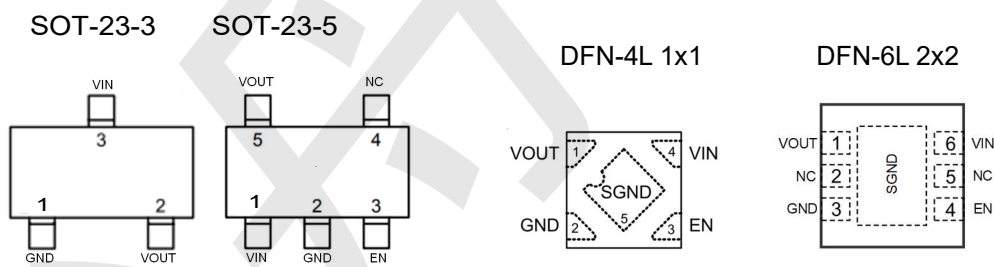 SOT-23-3
SOT-23-5
DFN-4L 1x1
DFN-6L 2x2
VIN
3
1
2
GND
VOUT
VOUT
NC
5
4
1
2
3
VIN
GND
EN
VOUT
1
4
VIN
SGND
GND
2
5
3
EN
VOUT
1
6
VIN
NC
2
SGND
5
NC
GND
3
4
EN